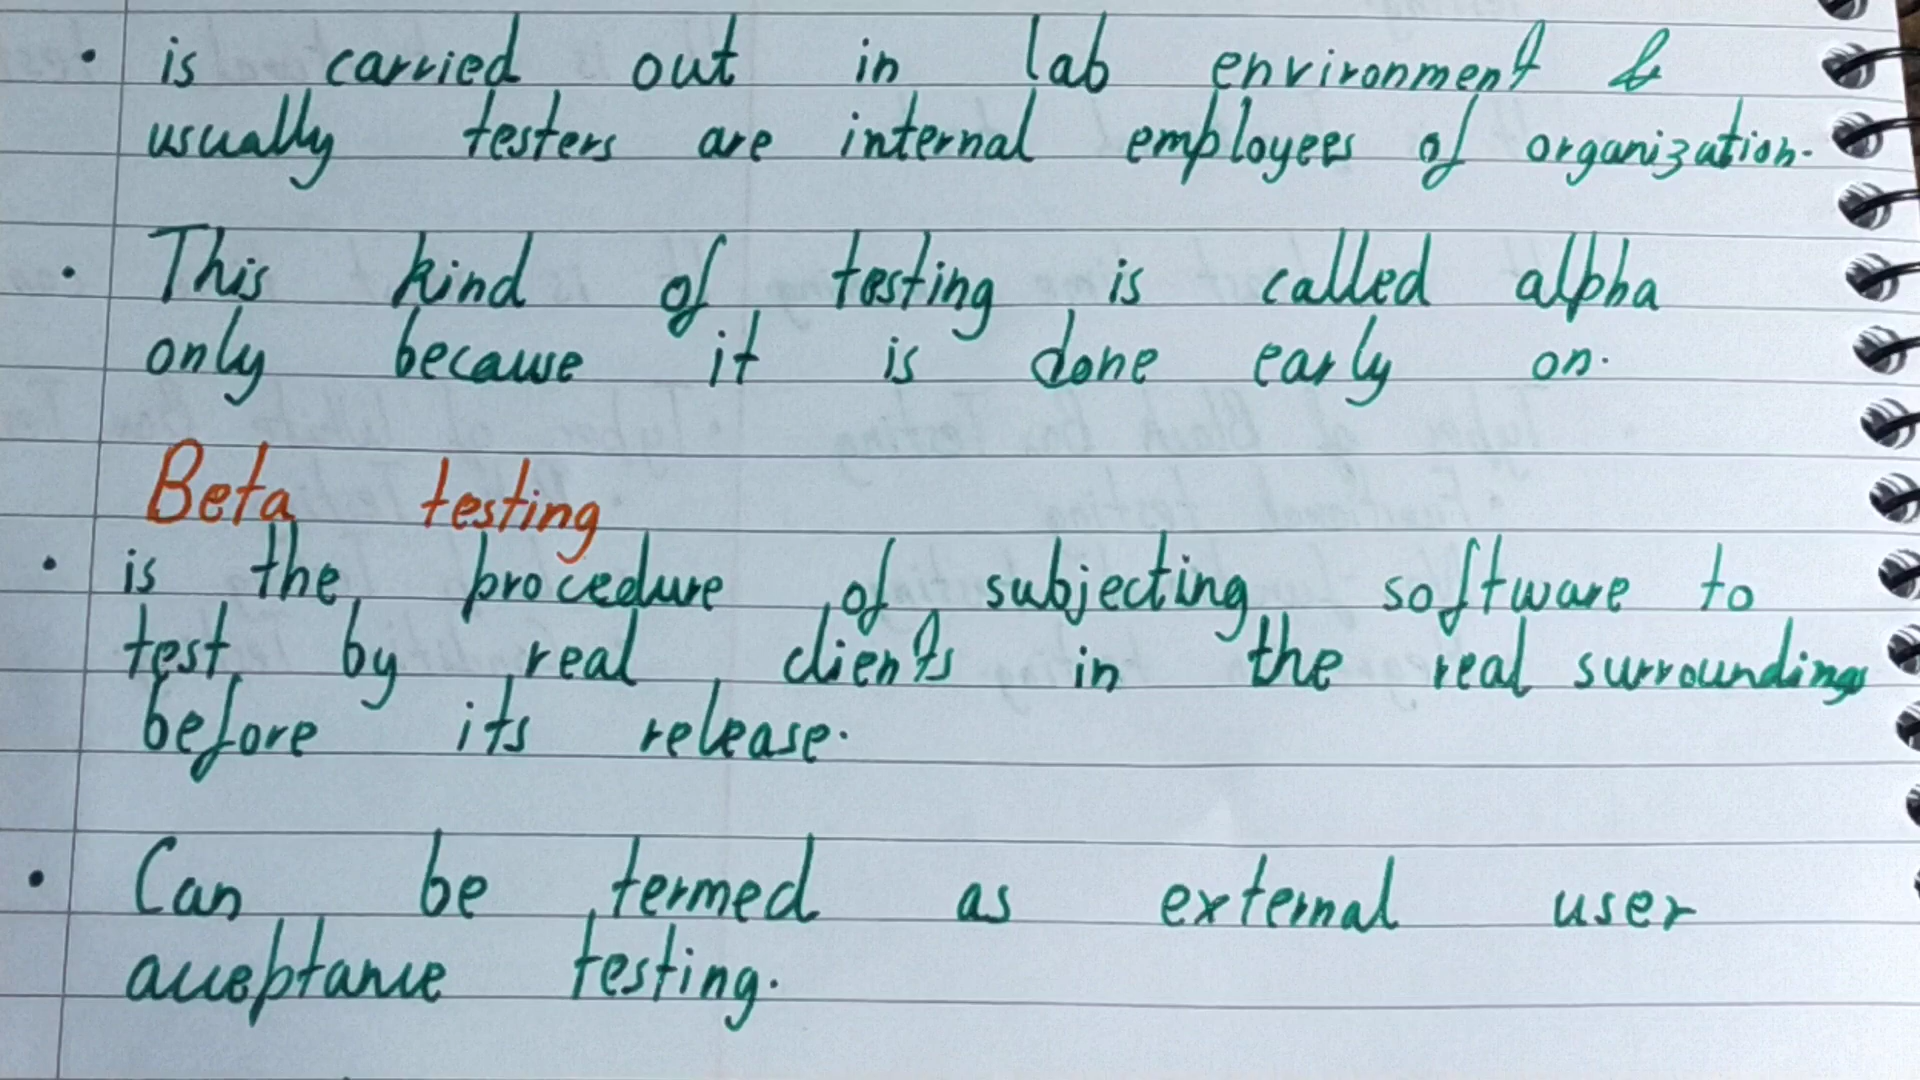 • is carried out in lab environment &
usually testers are internal employees of organization.
• This kind of testing is called alpha
only because it is done early on.
Beta testing
• is the procedure of subjecting software to
test by real clients in the real surroundings
before its release.
• Can be termed as external user
acceptance testing.